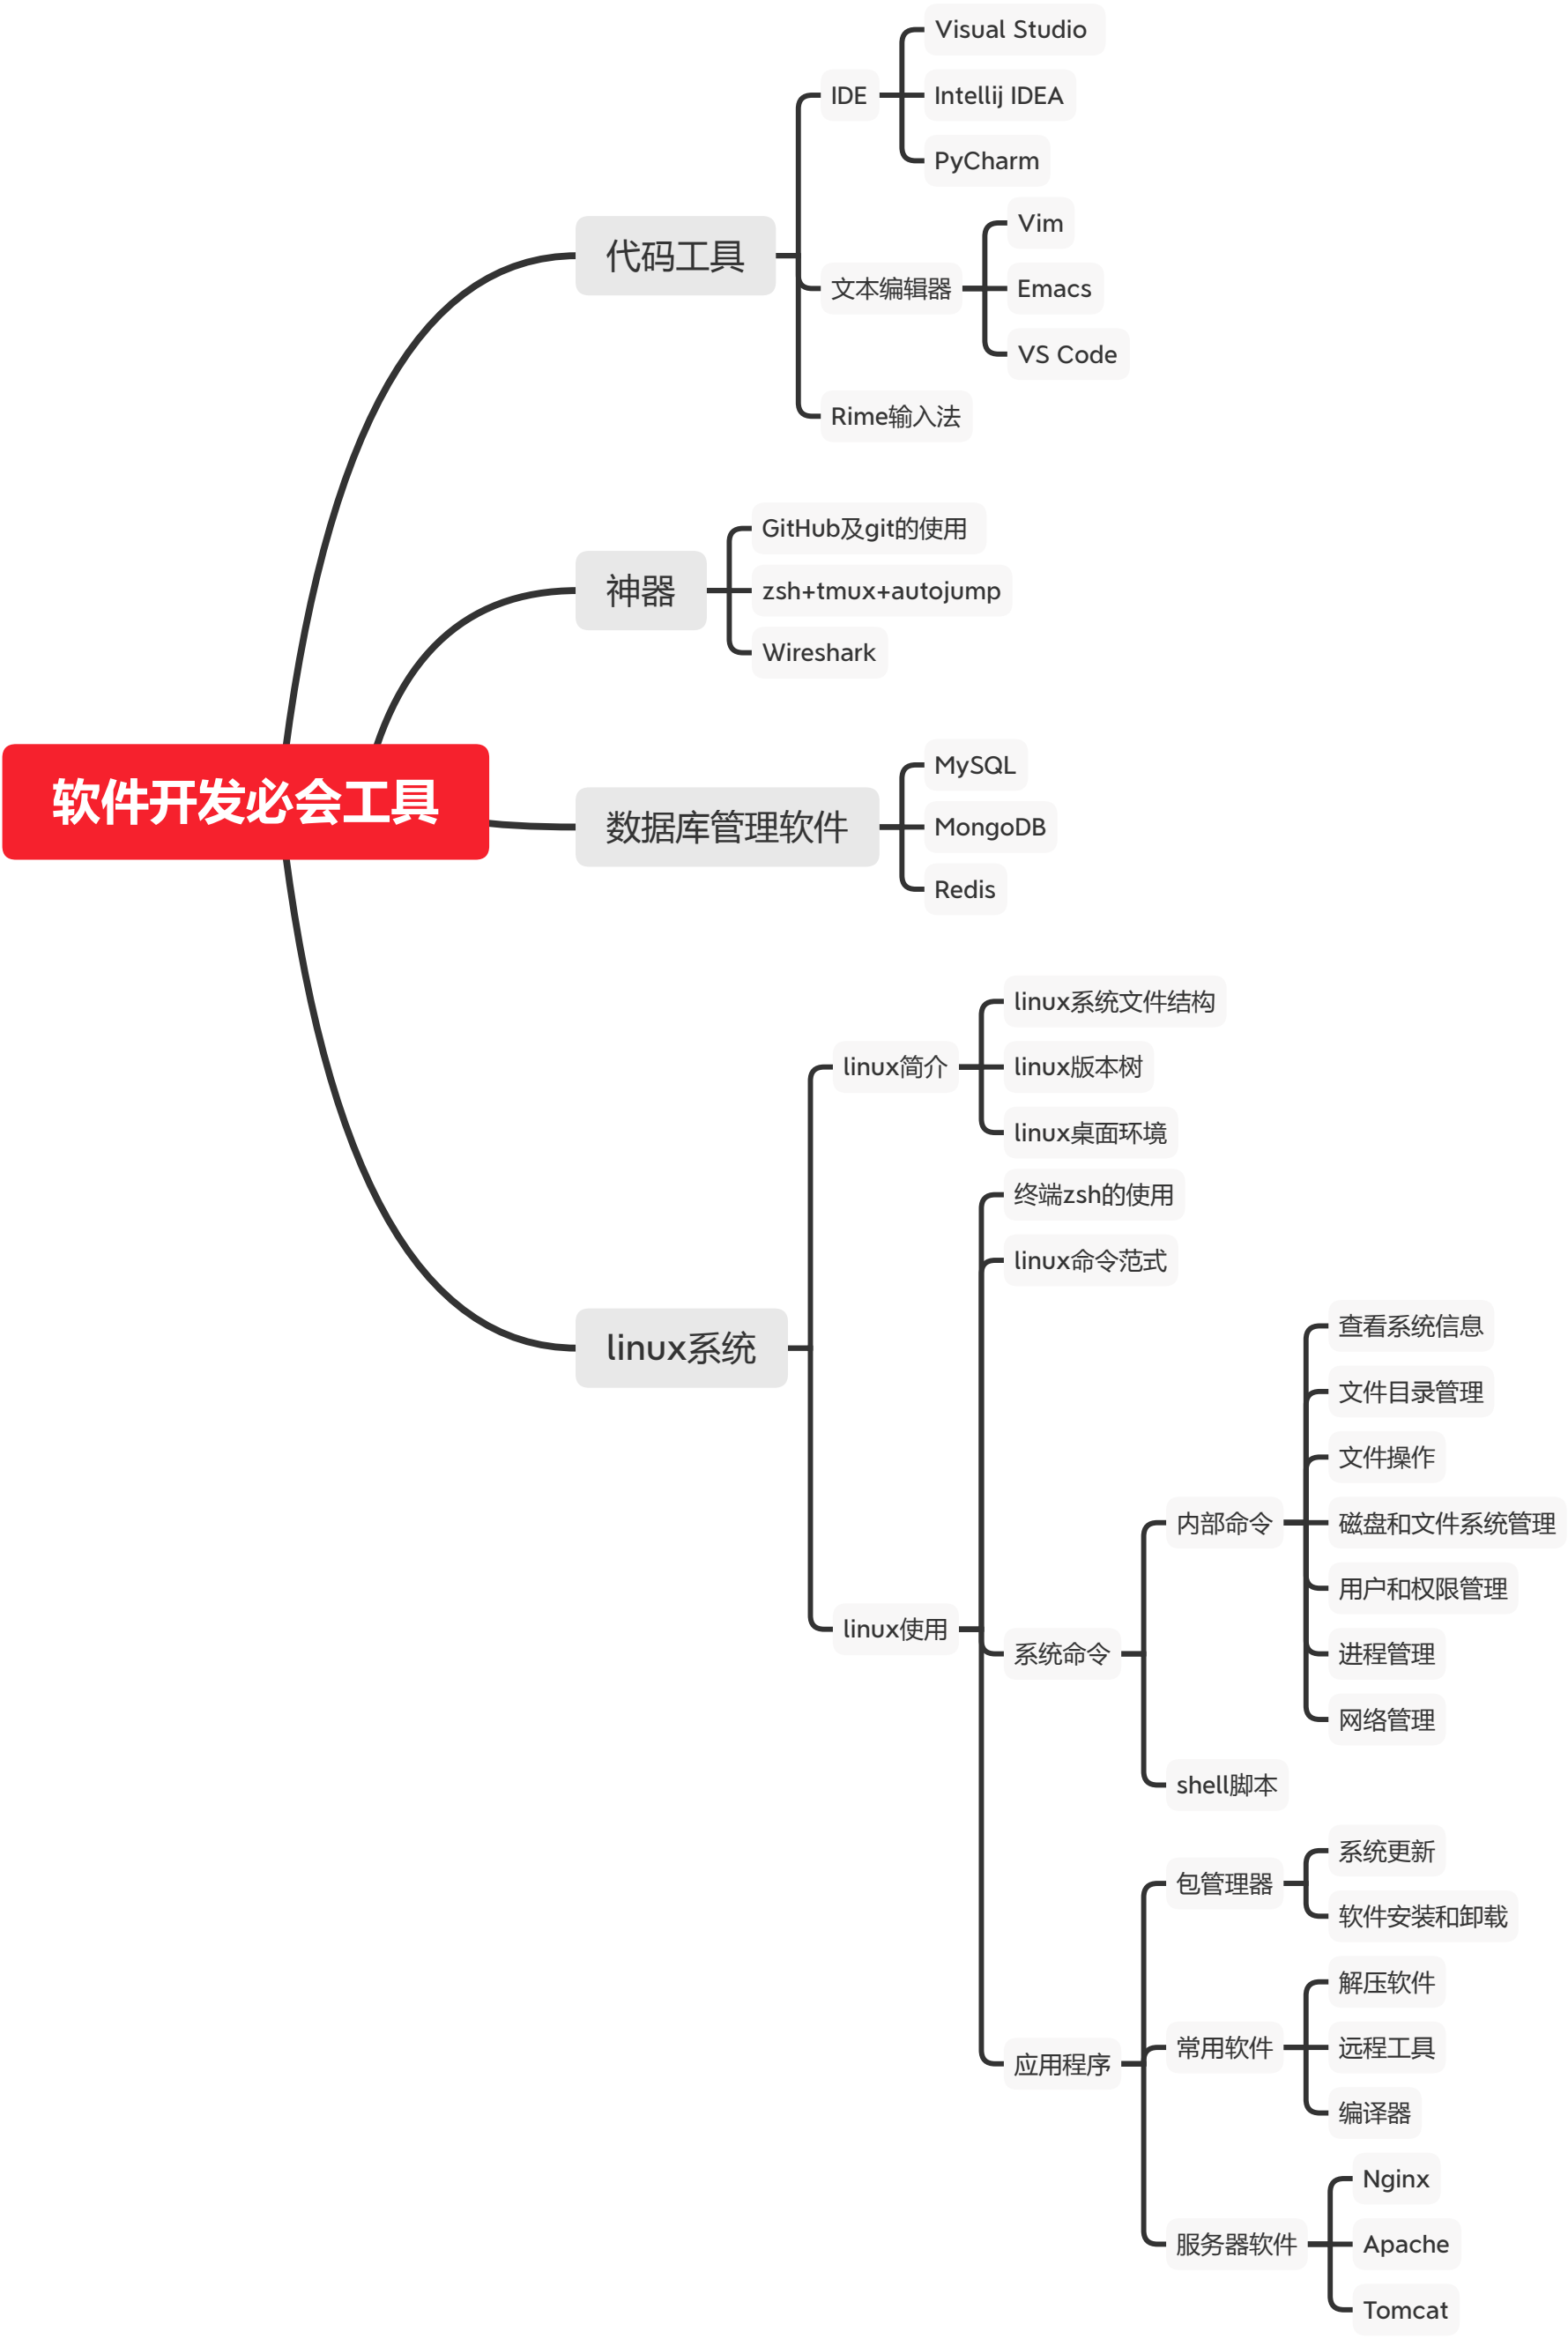 软件开发必会工具
代码工具
IDE
Visual Studio
Intellij IDEA
PyCharm
文本编辑器
Vim
Emacs
VS Code
Rime输入法
神器
GitHub及git的使用
zsh+tmux+autojump
Wireshark
数据库管理软件
MySQL
MongoDB
Redis
linux系统
linux简介
linux系统文件结构
linux版本树
linux桌面环境
linux使用
终端zsh的使用
linux命令范式
系统命令
内部命令
查看系统信息
文件目录管理
文件操作
磁盘和文件系统管理
用户和权限管理
进程管理
网络管理
shell脚本
应用程序
包管理器
系统更新
软件安装和卸载
常用软件
解压软件
远程工具
编译器
服务器软件
Nginx
Apache
Tomcat